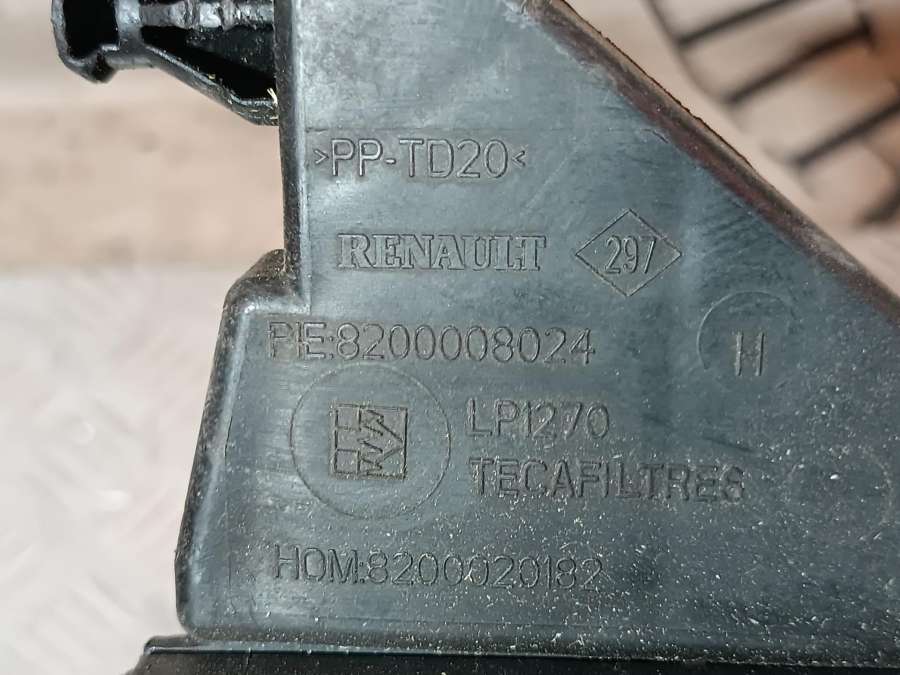 >PP-TD20<
RENAULT 297
PIE:8200008024
H
LP1270
TECAFILTRES
HOM:8200020182